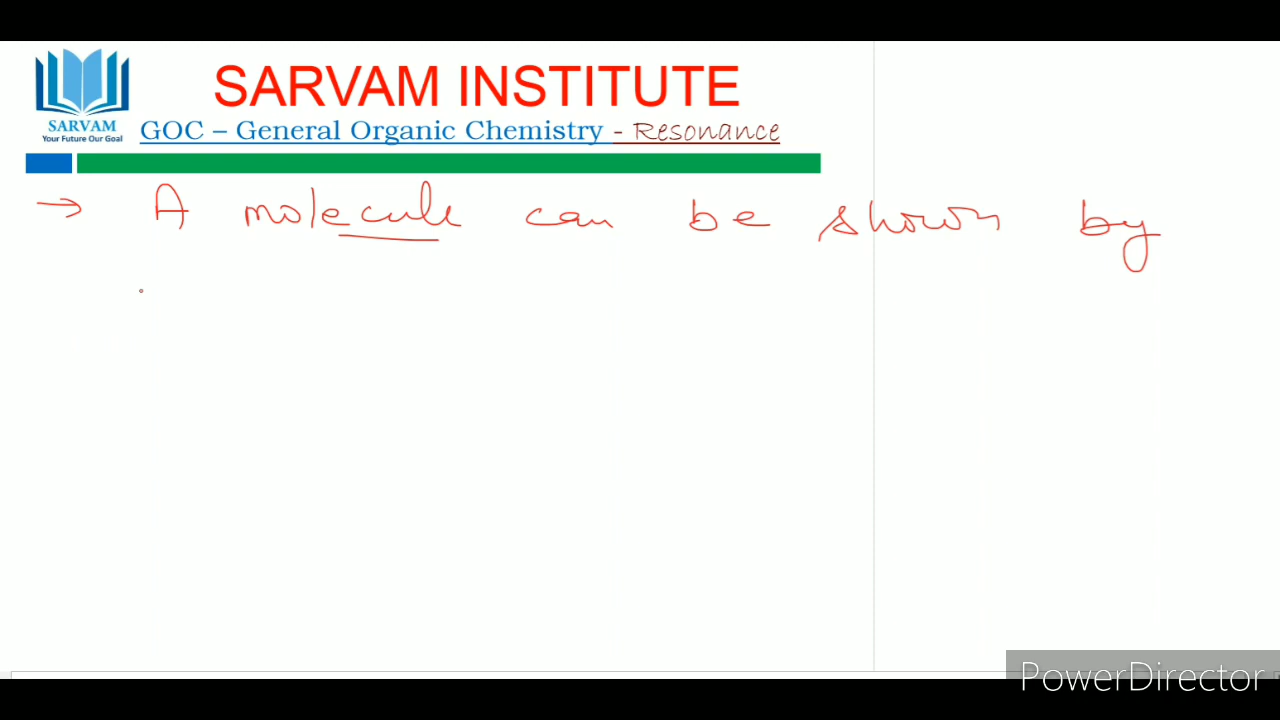 SARVAM INSTITUTE
SARVAM
Your Future Our Goal
GOC – General Organic Chemistry - Resonance
→ A molecule can be shown by
PowerDirector